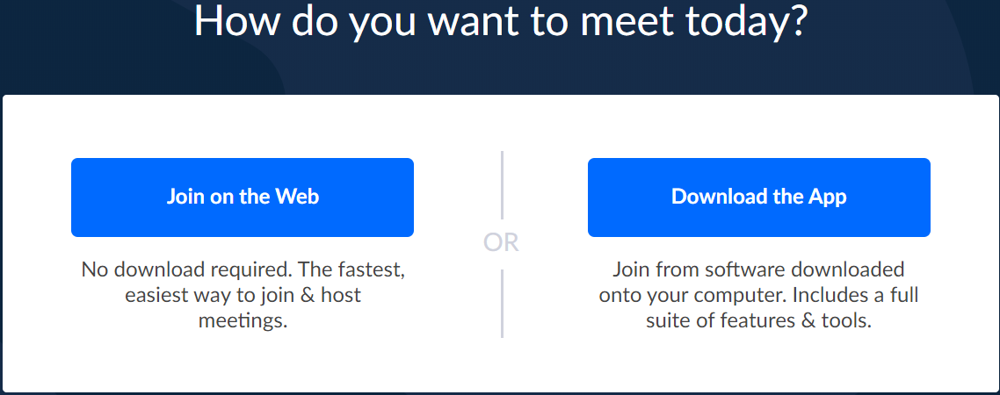 How do you want to meet today?
Join on the Web
No download required. The fastest,
easiest way to join & host
meetings.
OR
Download the App
Join from software downloaded
onto your computer. Includes a full
suite of features & tools.